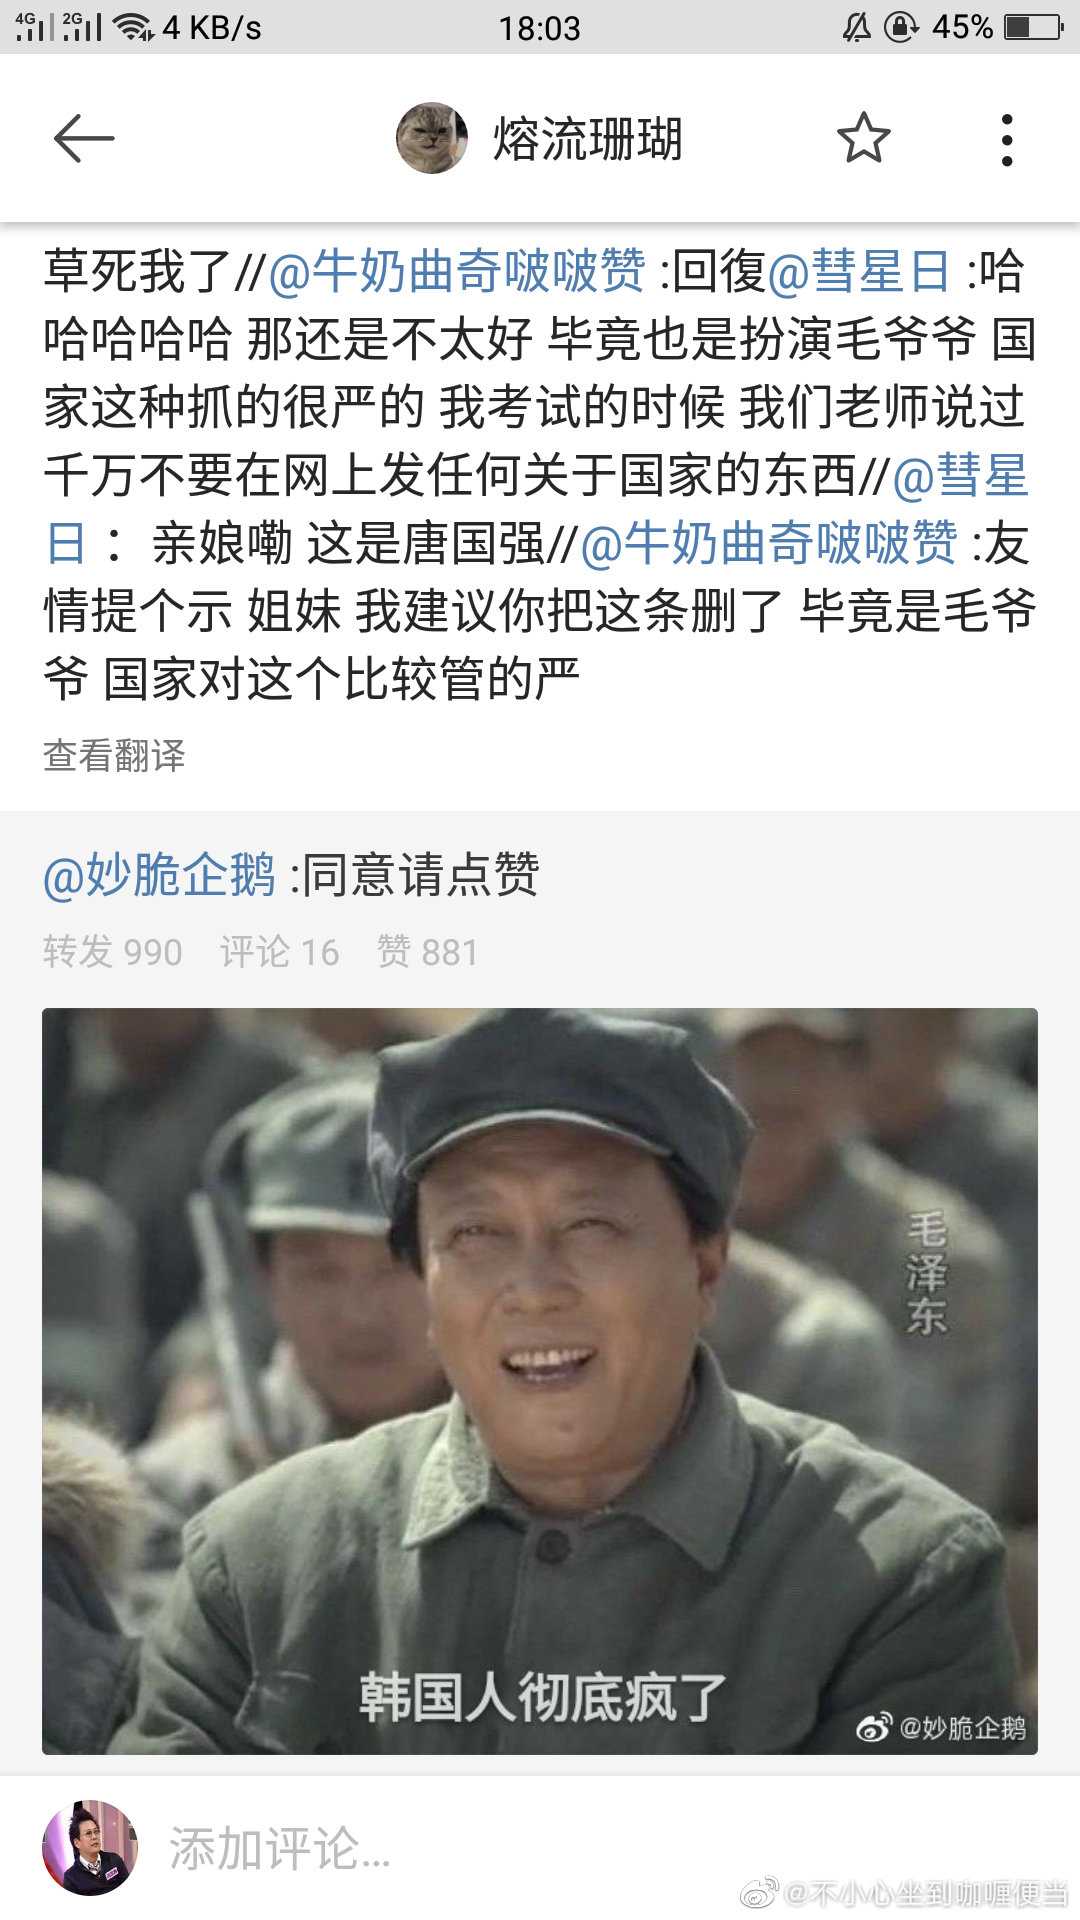 4G 2G 4 KB/s 18:03 45%
熔流珊瑚
草死我了//@牛奶曲奇啵啵赞 :回復@彗星日 :哈
哈哈哈哈 那还是不太好 毕竟也是扮演毛爷爷 国
家这种抓的很严的 我考试的时候 我们老师说过
千万不要在网上发任何关于国家的东西//@彗星
日 ： 亲娘嘞 这是唐国强//@牛奶曲奇啵啵赞 :友
情提个示 姐妹 我建议你把这条删了 毕竟是毛爷
爷 国家对这个比较管的严
查看翻译
@妙脆企鹅 :同意请点赞
转发 990 评论 16 赞 881
毛泽东
韩国人彻底疯了
@妙脆企鹅
添加评论...
@不小心坐到咖喱便当